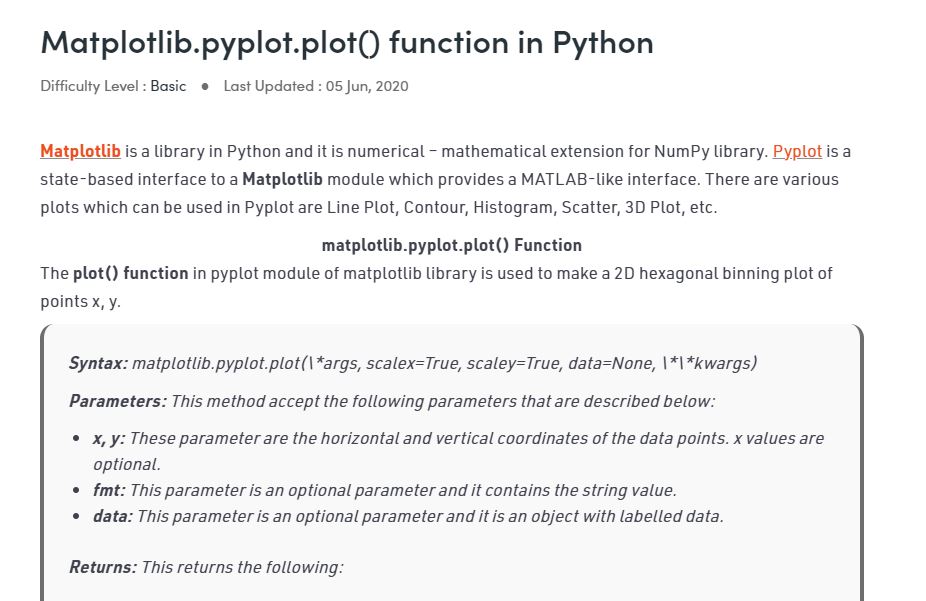 Matplotlib.pyplot.plot() function in Python
Difficulty Level : Basic ● Last Updated : 05 Jun, 2020
Matplotlib is a library in Python and it is numerical – mathematical extension for NumPy library. Pyplot is a
state-based interface to a Matplotlib module which provides a MATLAB-like interface. There are various
plots which can be used in Pyplot are Line Plot, Contour, Histogram, Scatter, 3D Plot, etc.
matplotlib.pyplot.plot() Function
The plot() function in pyplot module of matplotlib library is used to make a 2D hexagonal binning plot of
points x, y.
Syntax: matplotlib.pyplot.plot(\*args, scalex=True, scaley=True, data=None, \*\*kwargs)
Parameters: This method accept the following parameters that are described below:
• x, y: These parameter are the horizontal and vertical coordinates of the data points. x values are
optional.
• fmt: This parameter is an optional parameter and it contains the string value.
• data: This parameter is an optional parameter and it is an object with labelled data.
Returns: This returns the following: